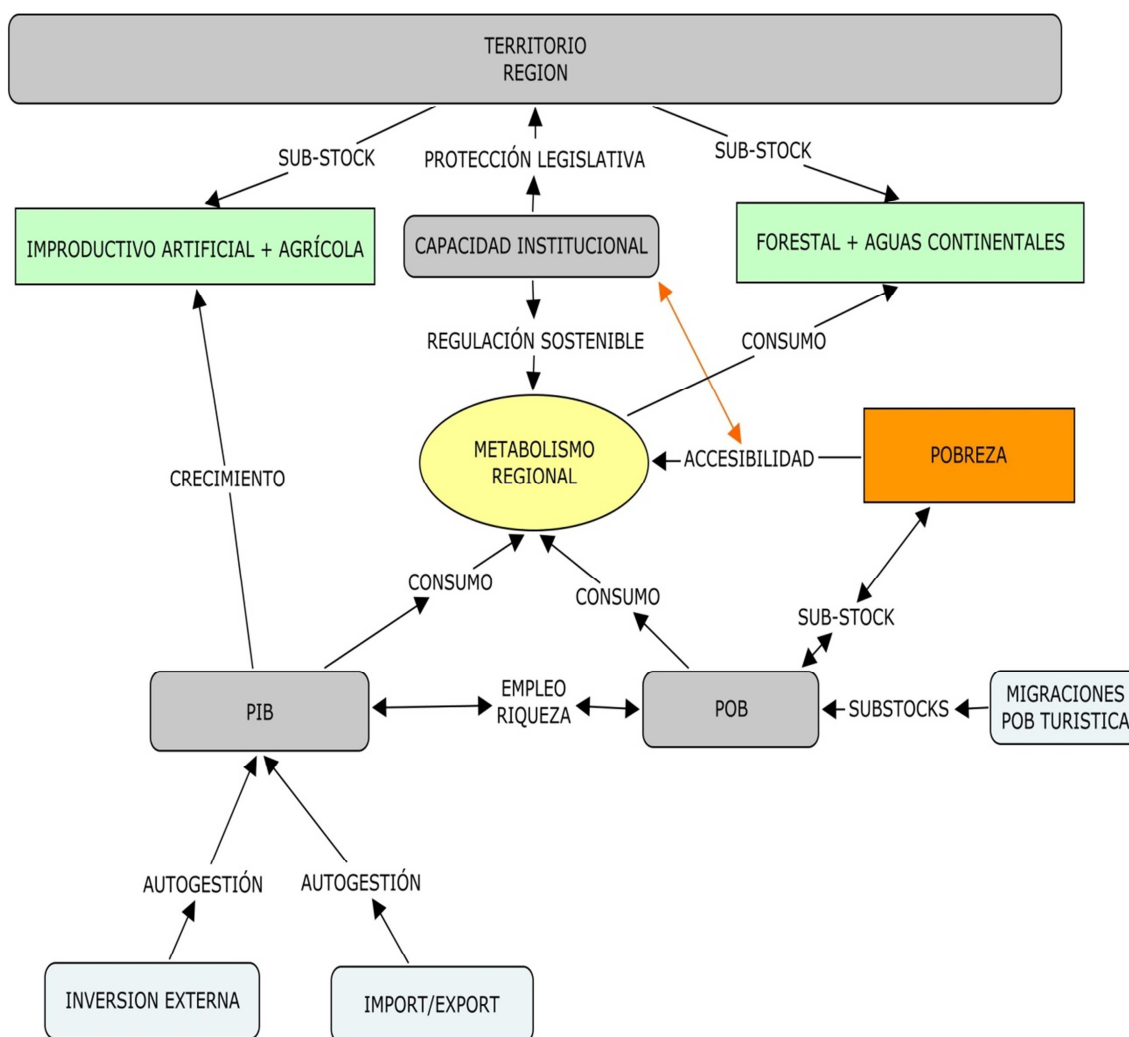 TERRITORIO
REGION
SUB-STOCK
PROTECCIÓN LEGISLATIVA
SUB-STOCK
IMPRODUCTIVO ARTIFICIAL + AGRÍCOLA
CAPACIDAD INSTITUCIONAL
FORESTAL + AGUAS CONTINENTALES
REGULACIÓN SOSTENIBLE
CONSUMO
METABOLISMO
REGIONAL
ACCESIBILIDAD
POBREZA
CRECIMIENTO
CONSUMO
CONSUMO
SUB-STOCK
PIB
EMPLEO
RIQUEZA
POB
SUBSTOCKS
MIGRACIONES
POB TURISTICA
AUTOGESTIÓN
AUTOGESTIÓN
INVERSION EXTERNA
IMPORT/EXPORT